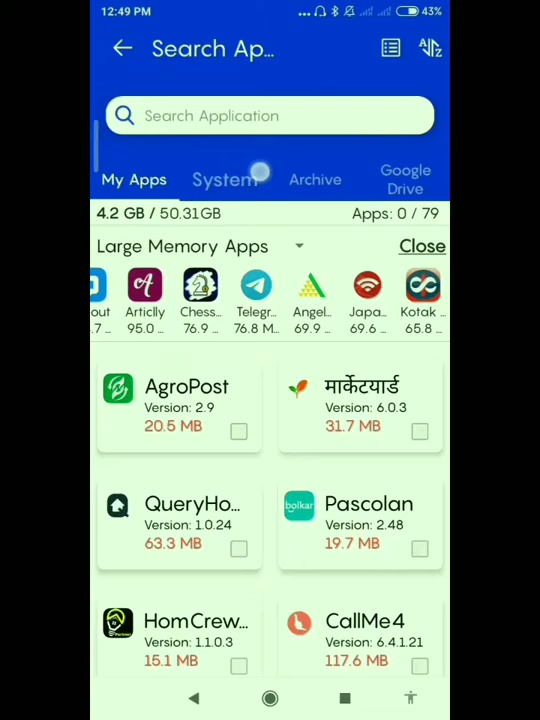 12:49 PM
43%
Search Ap...
Search Application
My Apps
System
Archive
Google
Drive
4.2 GB / 50.31GB
Apps: 0 / 79
Large Memory Apps
Close
out
Articlly
Chess...
Telegr...
Angel...
Japa...
Kotak ...
.7 ...
95.0 ...
76.9 ...
76.8 M...
69.9 ...
69.6 ...
65.8 ...
AgroPost
Version: 2.9
20.5 MB
मार्केटयार्ड
Version: 6.0.3
31.7 MB
QueryHo...
Version: 1.0.24
63.3 MB
bolkar
Pascolan
Version: 2.48
19.7 MB
HomCrew...
Version: 1.1.0.3
15.1 MB
CallMe4
Version: 6.4.1.21
117.6 MB